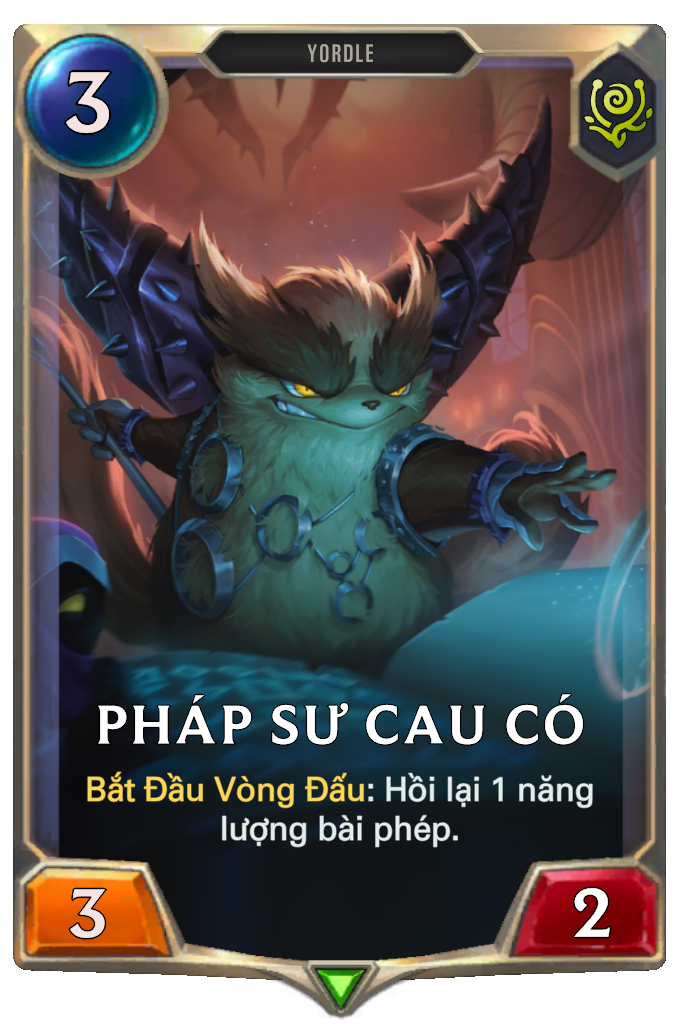 3
YORDLE
PHÁP SƯ CAU CÓ
Bắt Đầu Vòng Đấu: Hồi lại 1 năng
lượng bài phép.
3
2